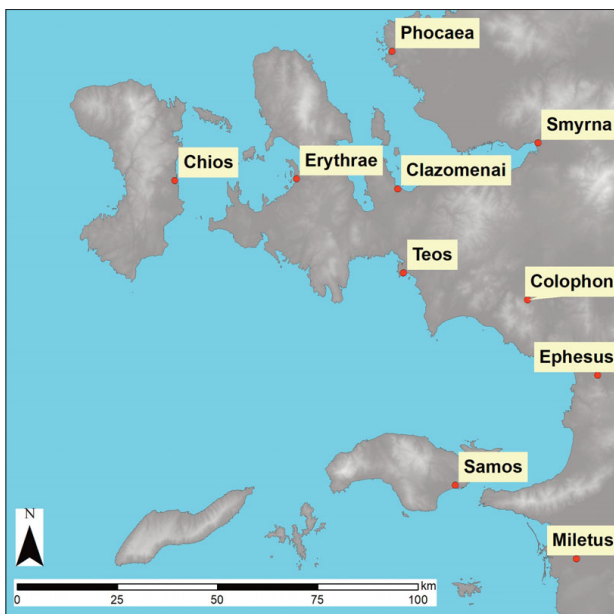 Phocaea
Smyrna
Chios
Erythrae
Clazomenai
Teos
Colophon
Ephesus
Samos
N
Miletus
km
0 25 50 75 100